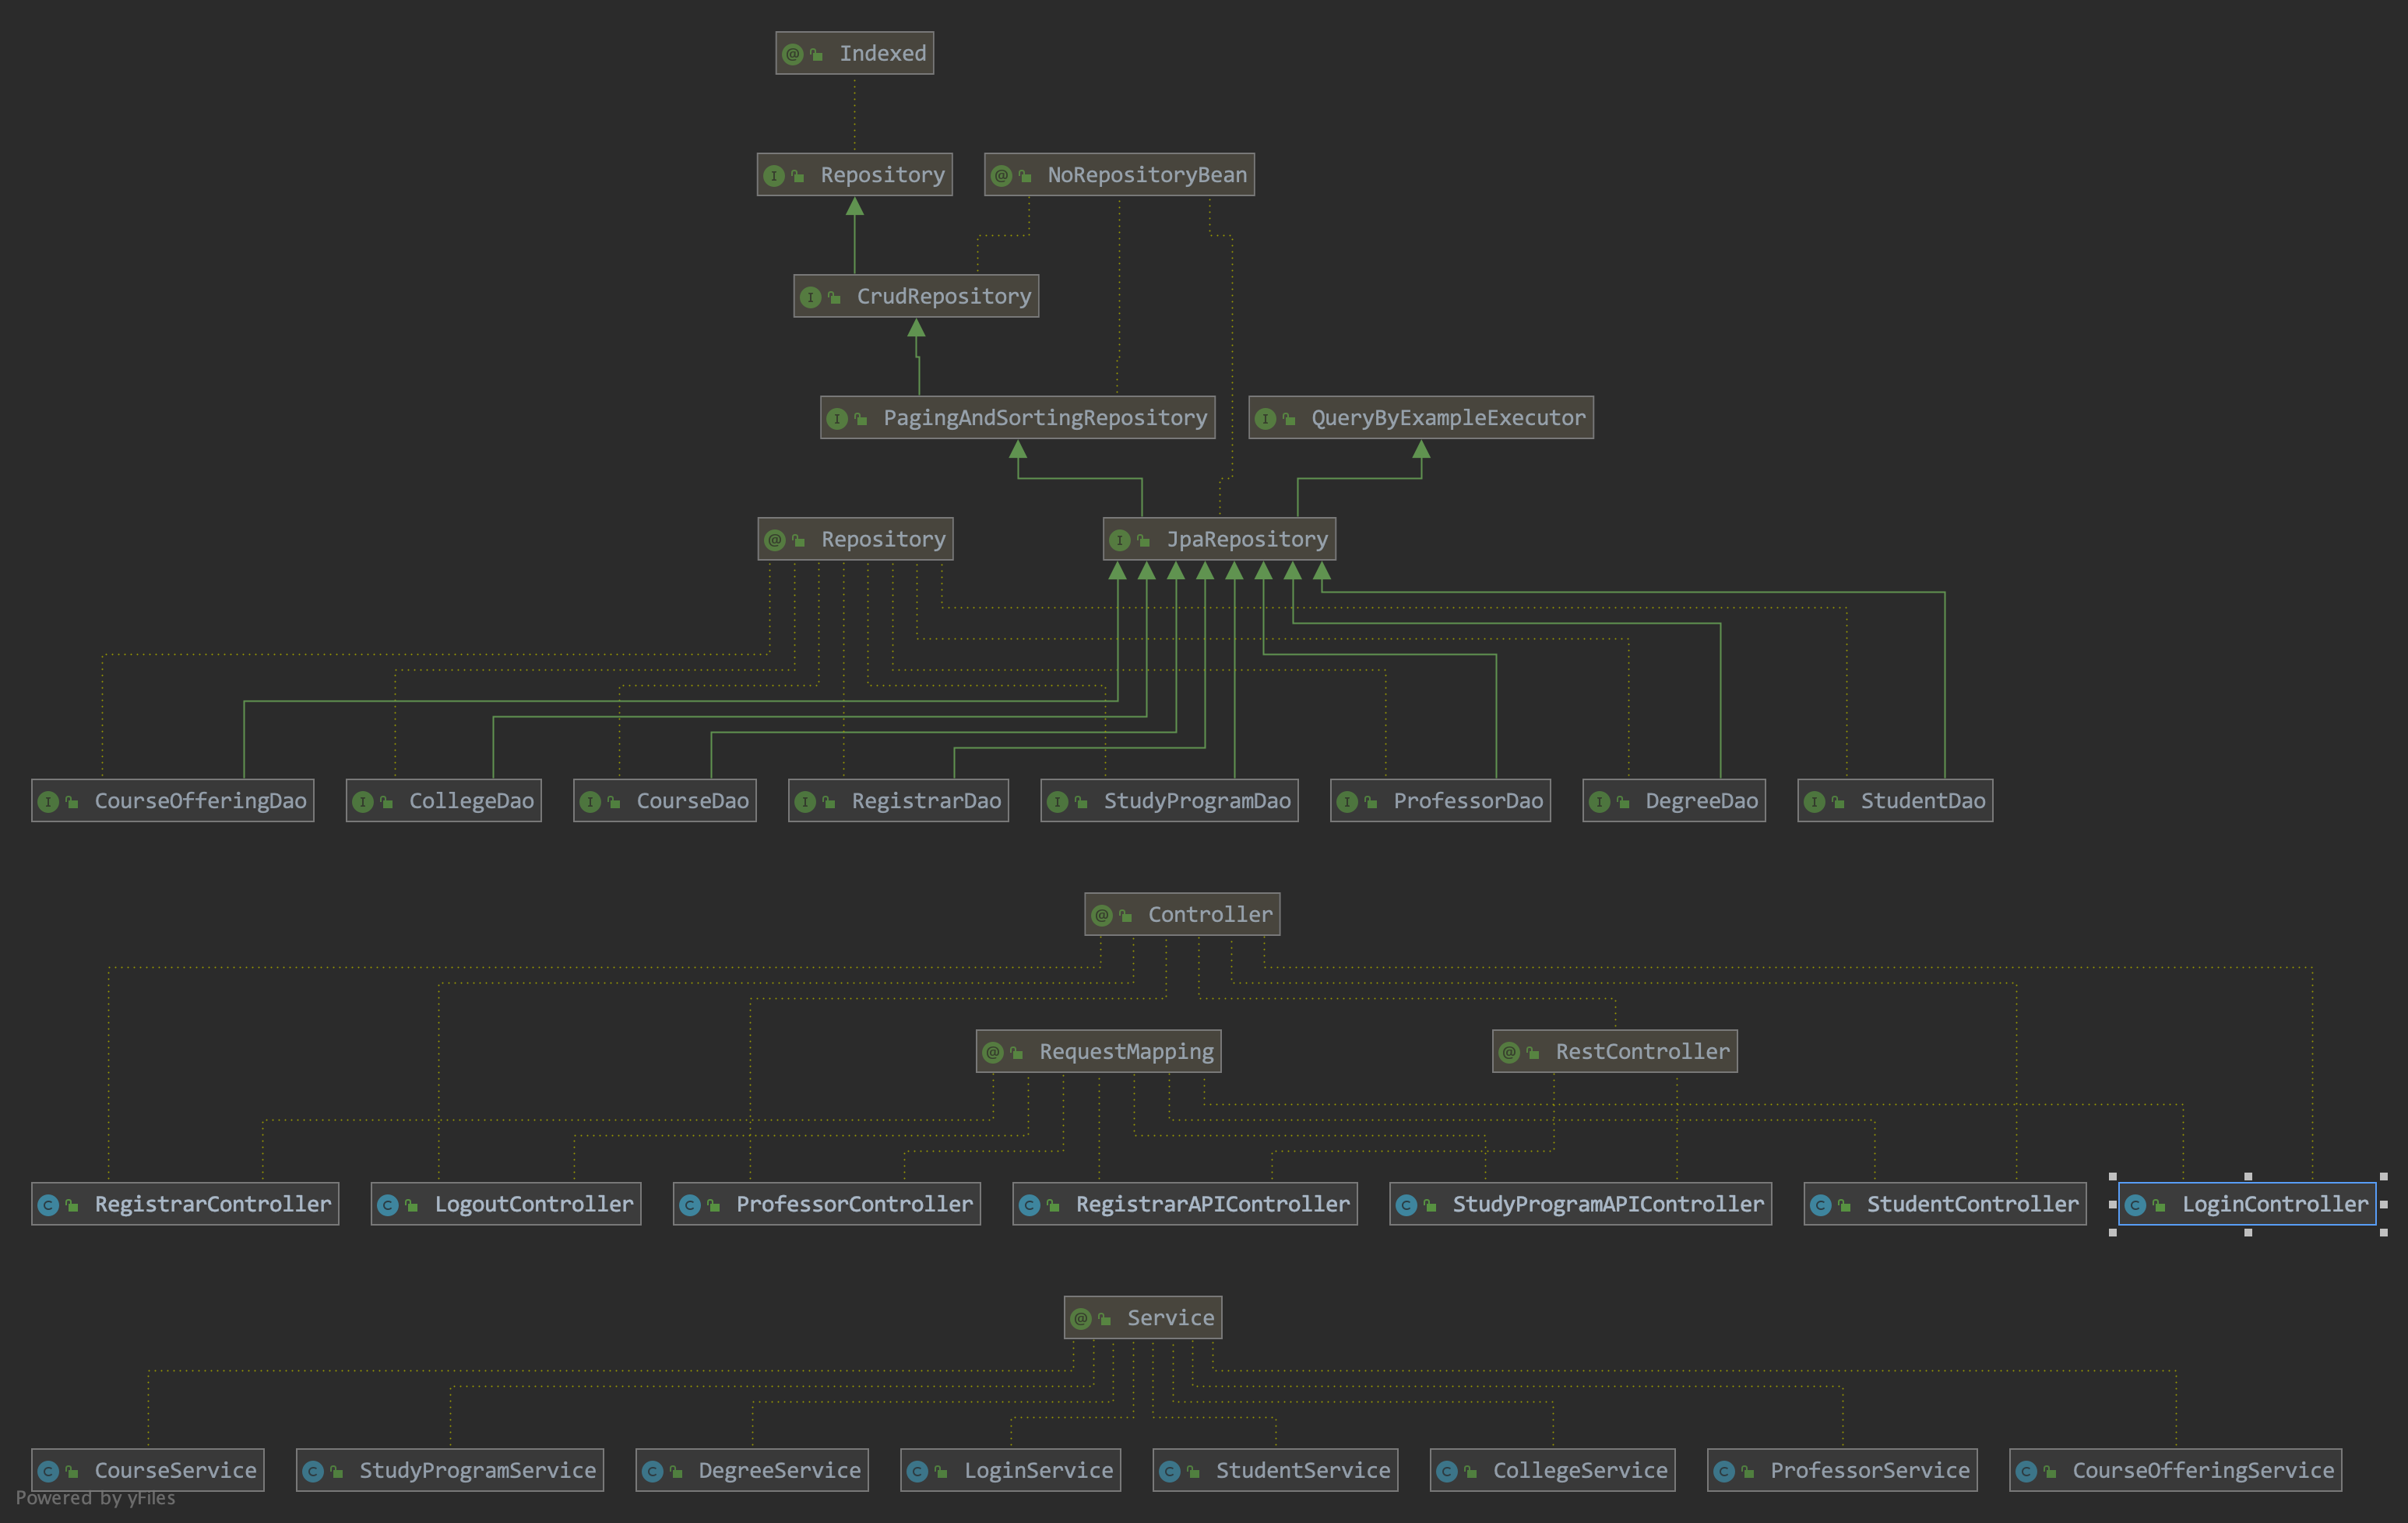 Indexed
Repository
NoRepositoryBean
CrudRepository
PagingAndSortingRepository
QueryByExampleExecutor
Repository
JpaRepository
CourseOfferingDao
CollegeDao
CourseDao
RegistrarDao
StudyProgramDao
ProfessorDao
DegreeDao
StudentDao
Controller
RequestMapping
RestController
RegistrarController
LogoutController
ProfessorController
RegistrarAPIController
StudyProgramAPIController
StudentController
LoginController
Service
CourseService
StudyProgramService
DegreeService
LoginService
StudentService
CollegeService
ProfessorService
CourseOfferingService
Powered by yFiles